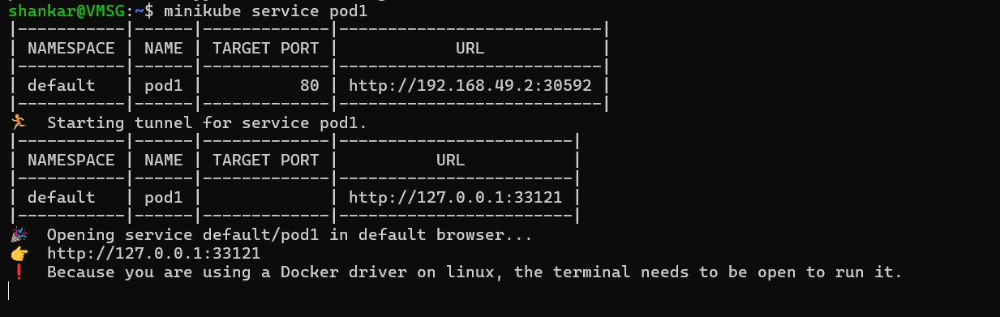 shankar@VMSG:~$ minikube service pod1
|-----------|------|-------------|---------------------------|
| NAMESPACE | NAME | TARGET PORT |            URL            |
|-----------|------|-------------|---------------------------|
| default   | pod1 |          80 | http://192.168.49.2:30592 |
|-----------|------|-------------|---------------------------|
🏃  Starting tunnel for service pod1.
|-----------|------|-------------|------------------------|
| NAMESPACE | NAME | TARGET PORT |          URL           |
|-----------|------|-------------|------------------------|
| default   | pod1 |             | http://127.0.0.1:33121 |
|-----------|------|-------------|------------------------|
🎉  Opening service default/pod1 in default browser...
👉  http://127.0.0.1:33121
❗  Because you are using a Docker driver on linux, the terminal needs to be open to run it.